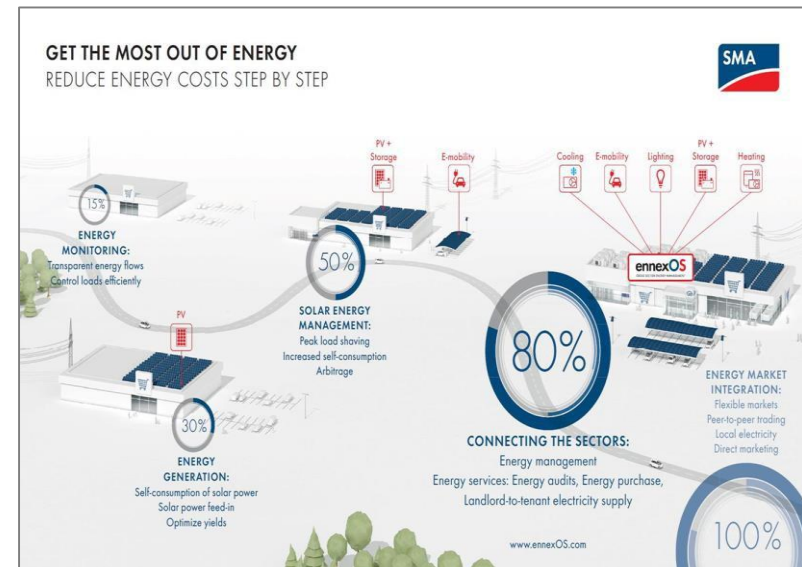 GET THE MOST OUT OF ENERGY
REDUCE ENERGY COSTS STEP BY STEP
SMA
15%
ENERGY
MONITORING:
Transparent energy flows
Control loads efficiently
PV
30%
ENERGY
GENERATION:
Self-consumption of solar power
Solar power feed-in
Optimize yields
PV +
Storage
E-mobility
50%
SOLAR ENERGY
MANAGEMENT:
Peak load shaving
Increased self-consumption
Arbitrage
Cooling
E-mobility
Lighting
PV +
Storage
Heating
ennexOS
80%
CONNECTING THE SECTORS:
Energy management
Energy services: Energy audits, Energy purchase,
Landlord-to-tenant electricity supply
www.ennexOS.com
ENERGY MARKET
INTEGRATION:
Flexible markets
Peer-to-peer trading
Local electricity
Direct marketing
100%